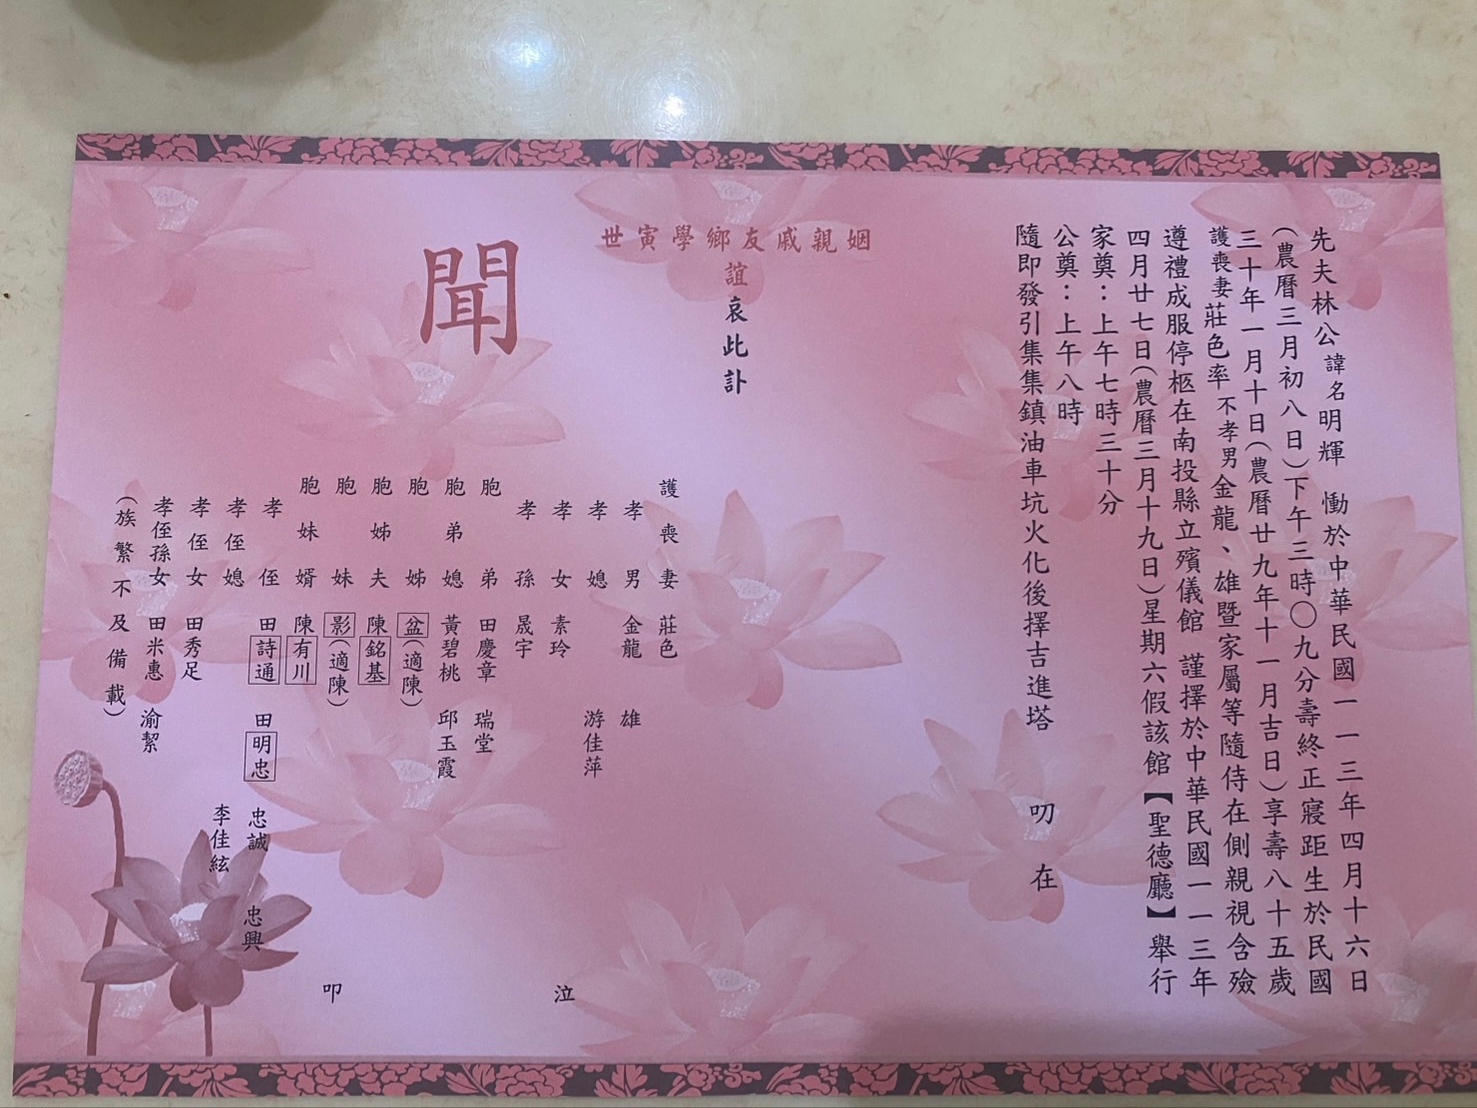 先夫林公諱名明輝　慟於中華民國一一三年四月十六日
（農曆三月初八日）下午三時〇九分壽終正寢距生於民國
三十年一月十日（農曆廿九年十一月吉日）享壽八十五歲
護喪妻莊色率不孝男金龍、雄暨家屬等隨侍在側親視含殮
遵禮成服停柩在南投縣立殯儀館　謹擇於中華民國一一三年
四月廿七日（農曆三月十九日）星期六假該館【聖德廳】舉行
家奠：上午七時三十分
公奠：上午八時
隨即發引集集鎮油車坑火化後擇吉進塔
叨在
姻親戚友鄉學寅世
誼哀此訃
聞
護喪妻 莊色
孝男 金龍 雄
孝媳 游佳萍
孝女 素玲
孝孫 晟宇
胞弟 田慶章 瑞堂
胞弟媳 黃碧桃 邱玉霞
胞姊 盆（適陳）
胞姊夫 陳銘基
胞妹 影（適陳）
胞妹婿 陳有川
孝侄 田詩通 田明忠 忠誠 忠興
孝侄媳 李佳絃
孝侄女 田秀足
孝侄孫女 田米惠 渝絜
（族繁不及備載）
泣
叩